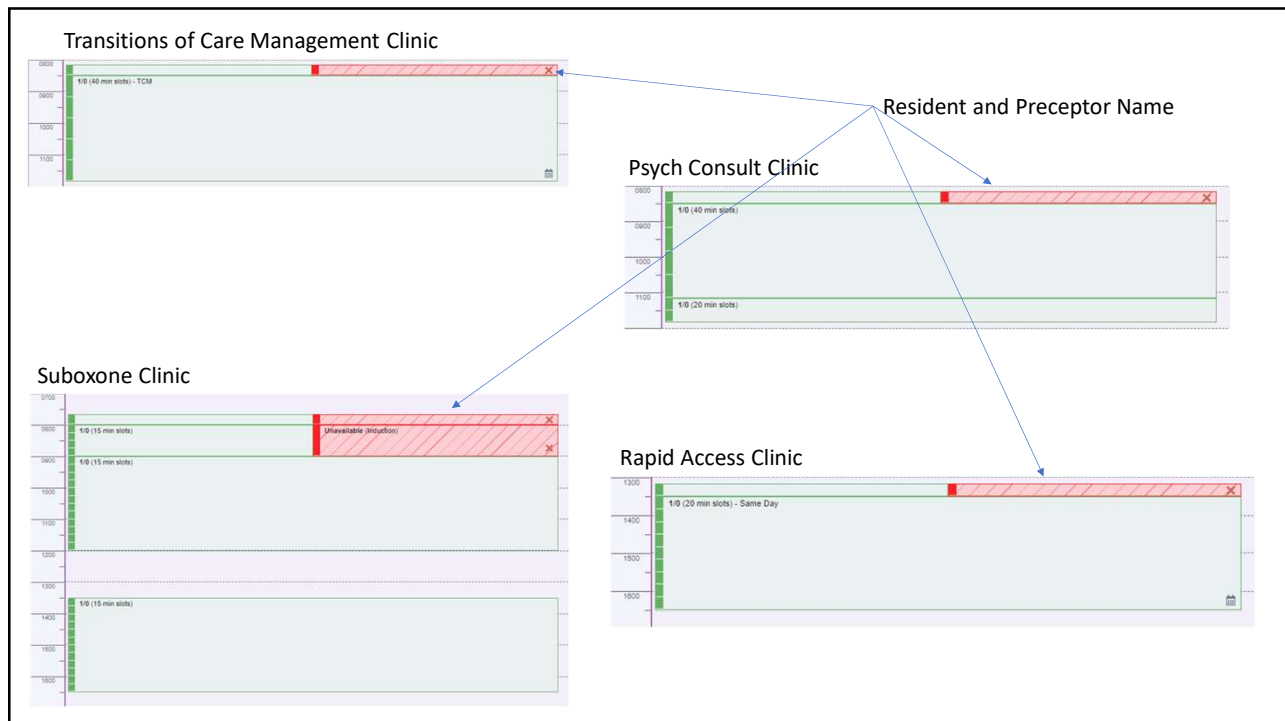 Transitions of Care Management Clinic
0800
1/0 (40 min slots) - TCM
0900
1000
1100
Resident and Preceptor Name
Psych Consult Clinic
0800
1/0 (40 min slots)
0900
1000
1100
1/0 (20 min slots)
Suboxone Clinic
0700
0800
1/0 (15 min slots)
Unavailable (Induction)
0900
1/0 (15 min slots)
1000
1100
1200
1300
1/0 (15 min slots)
1400
1500
1600
Rapid Access Clinic
1300
1/0 (20 min slots) - Same Day
1400
1500
1600